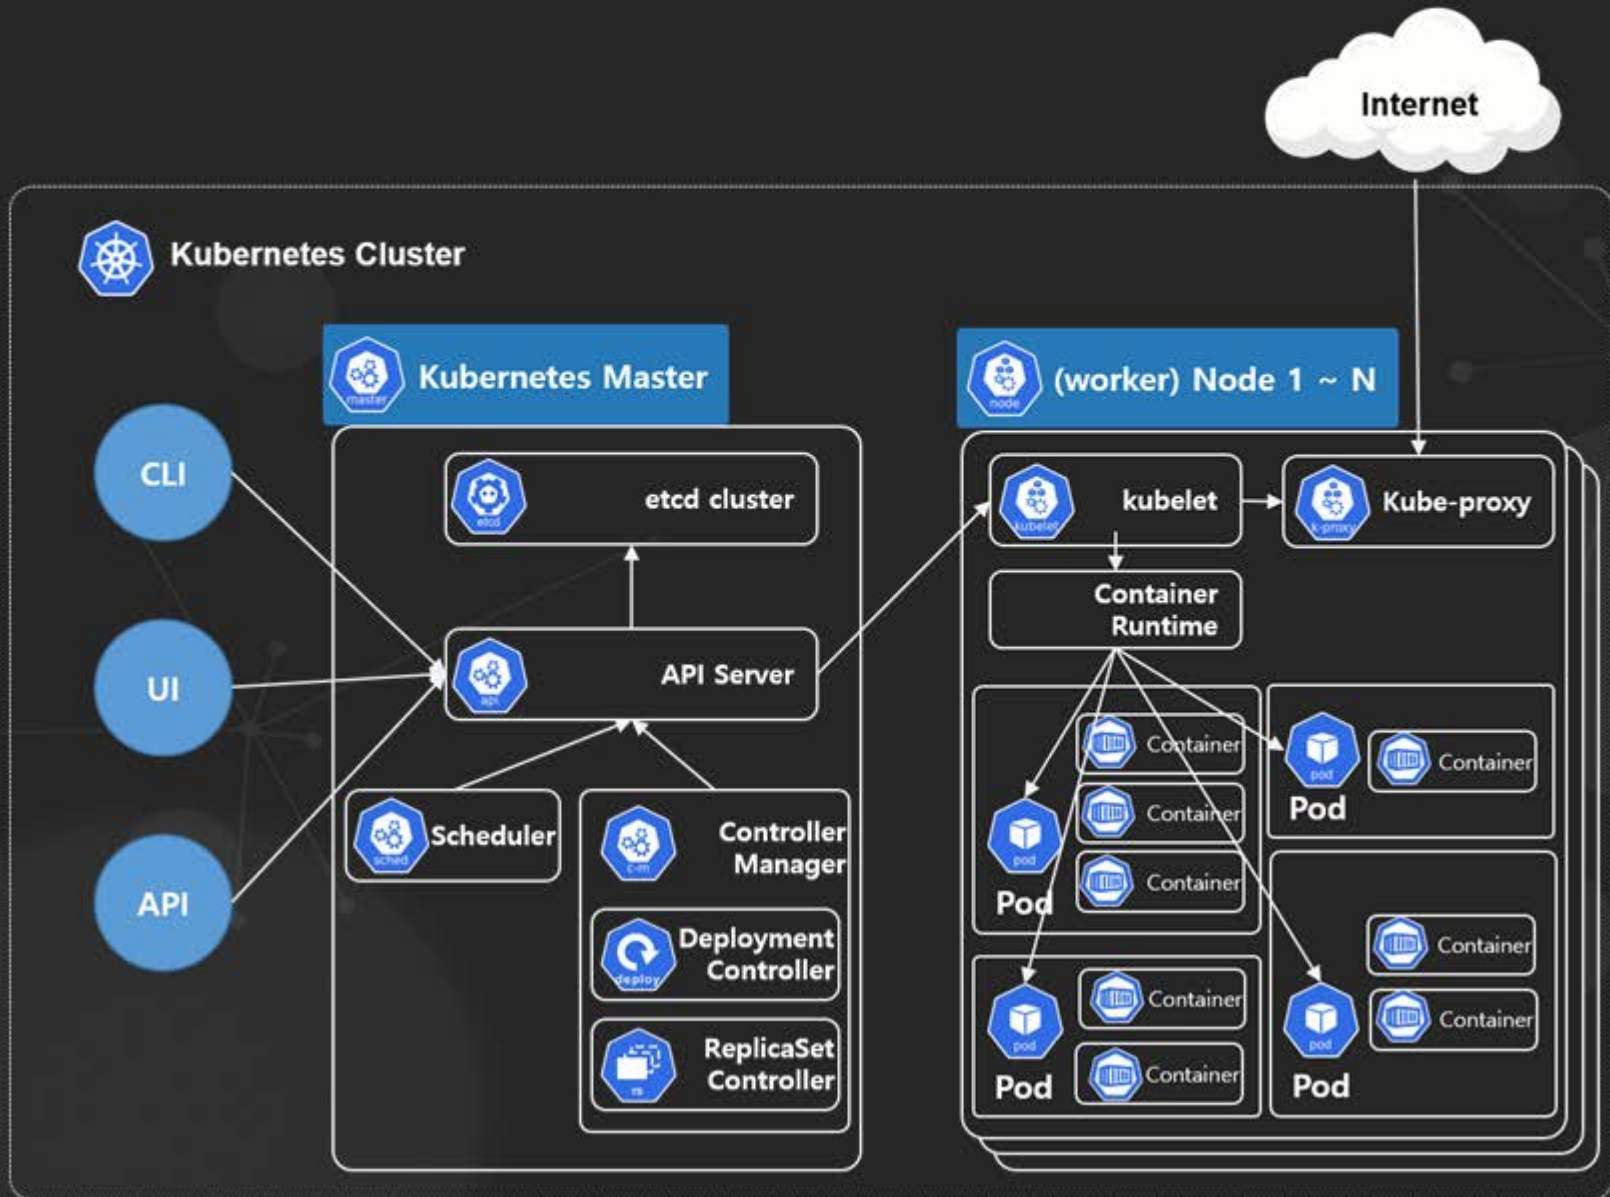 Internet
Kubernetes Cluster
master
Kubernetes Master
node
(worker) Node 1 ~ N
CLI
UI
API
etcd
etcd cluster
api
API Server
sched
Scheduler
c-m
Controller
Manager
deploy
Deployment
Controller
rs
ReplicaSet
Controller
kubelet
kubelet
k-proxy
Kube-proxy
Container
Runtime
pod
Pod
Container
Container
Container
pod
Pod
Container
pod
Pod
Container
Container
pod
Pod
Container
Container